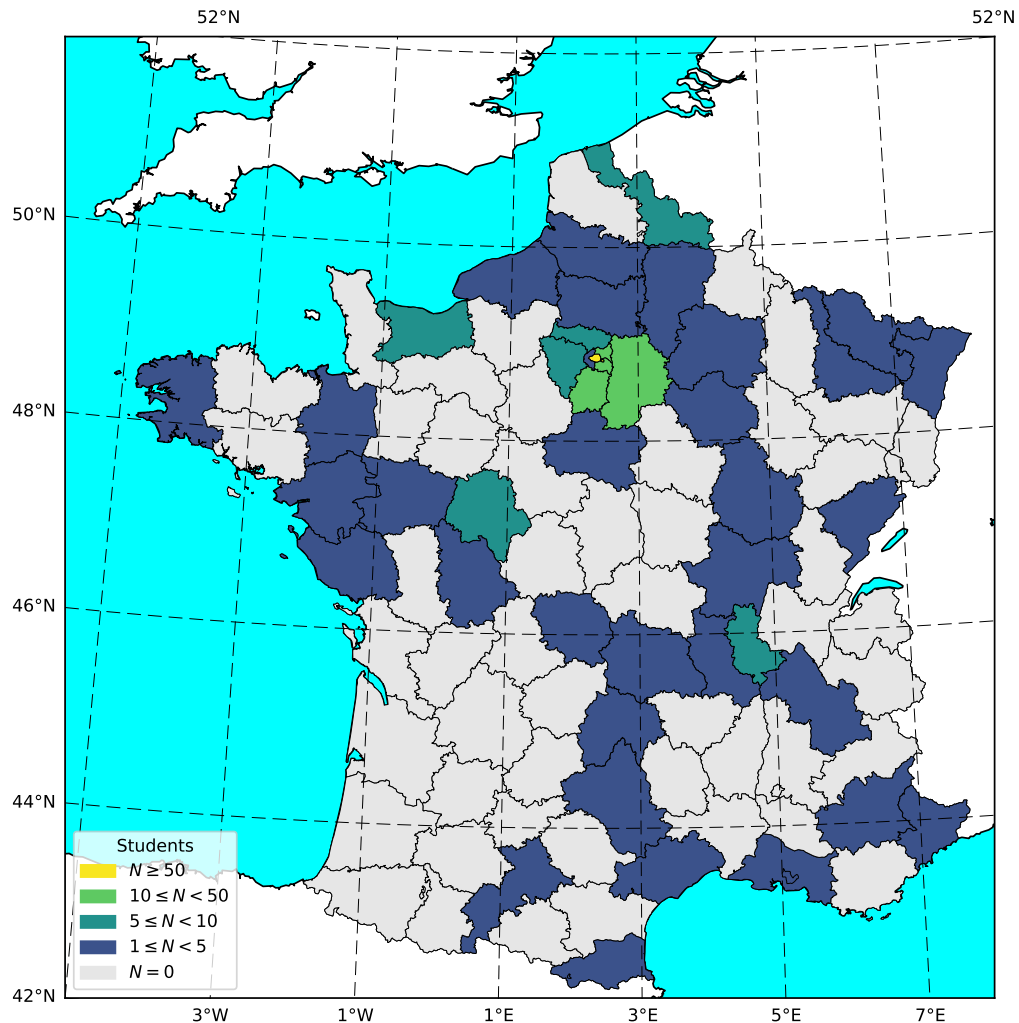 52°N 52°N
50°N
48°N
46°N
44°N
42°N
Students
N ≥ 50
10 ≤ N < 50
5 ≤ N < 10
1 ≤ N < 5
N = 0
3°W 1°W 1°E 3°E 5°E 7°E